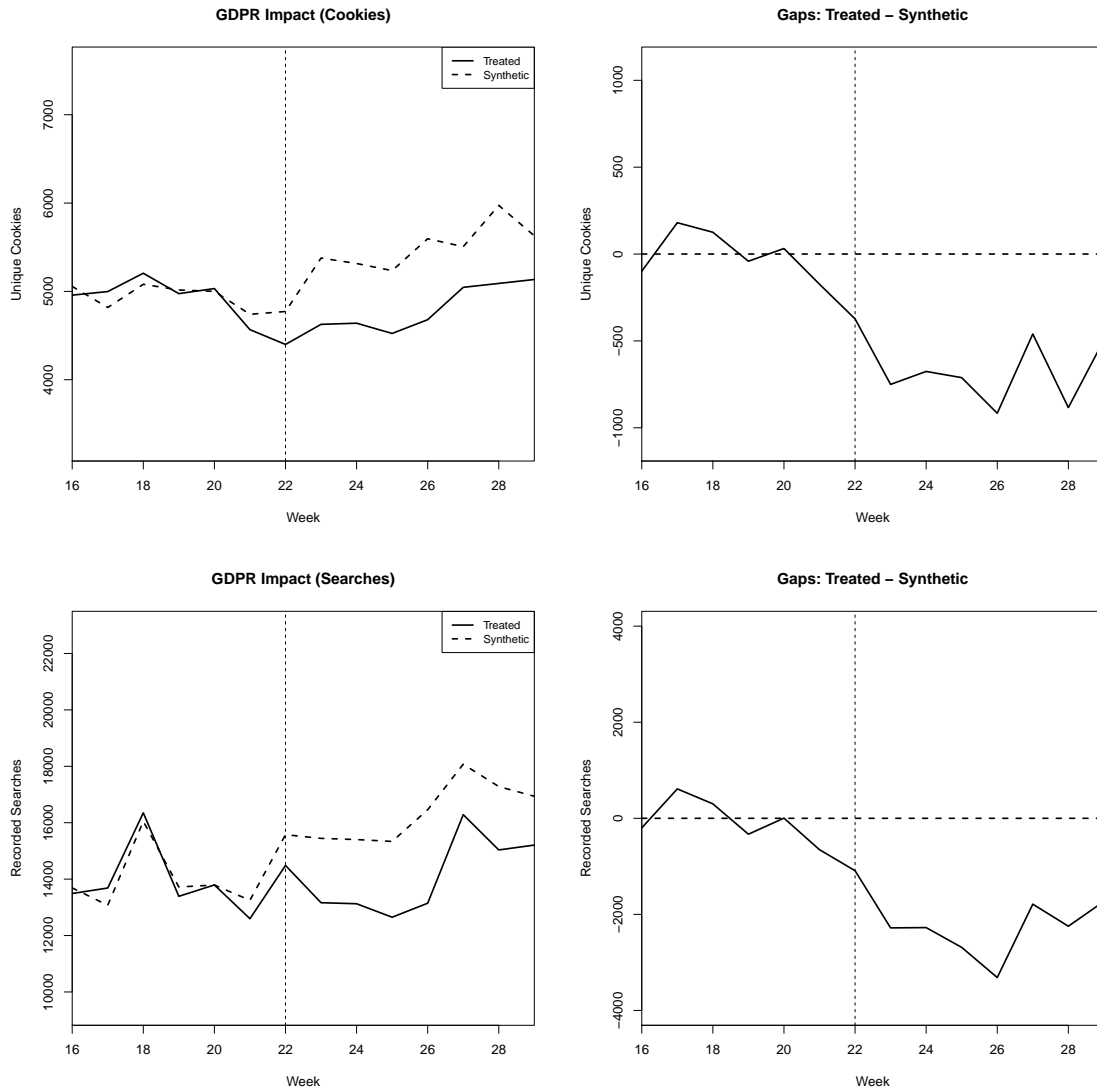 GDPR Impact (Cookies)
Treated
Synthetic
Unique Cookies
7000
6000
5000
4000
16 18 20 22 24 26 28
Week
Gaps: Treated − Synthetic
Unique Cookies
1000
500
0
−500
−1000
16 18 20 22 24 26 28
Week
GDPR Impact (Searches)
Treated
Synthetic
Recorded Searches
22000
20000
18000
16000
14000
12000
10000
16 18 20 22 24 26 28
Week
Gaps: Treated − Synthetic
Recorded Searches
4000
2000
0
−2000
−4000
16 18 20 22 24 26 28
Week